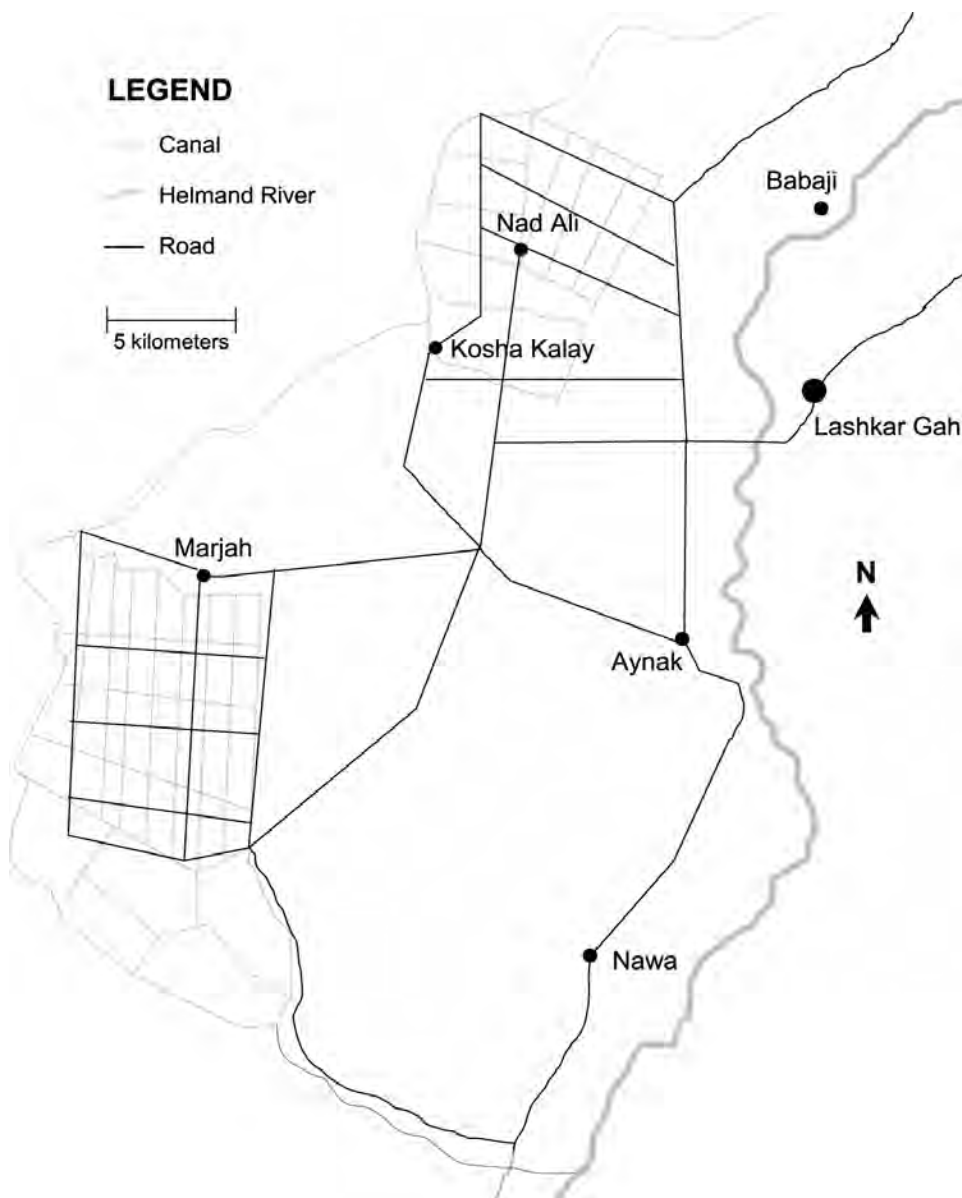 LEGEND
Canal
Helmand River
Road
5 kilometers
Babaji
Nad Ali
Kosha Kalay
Lashkar Gah
Marjah
N
Aynak
Nawa